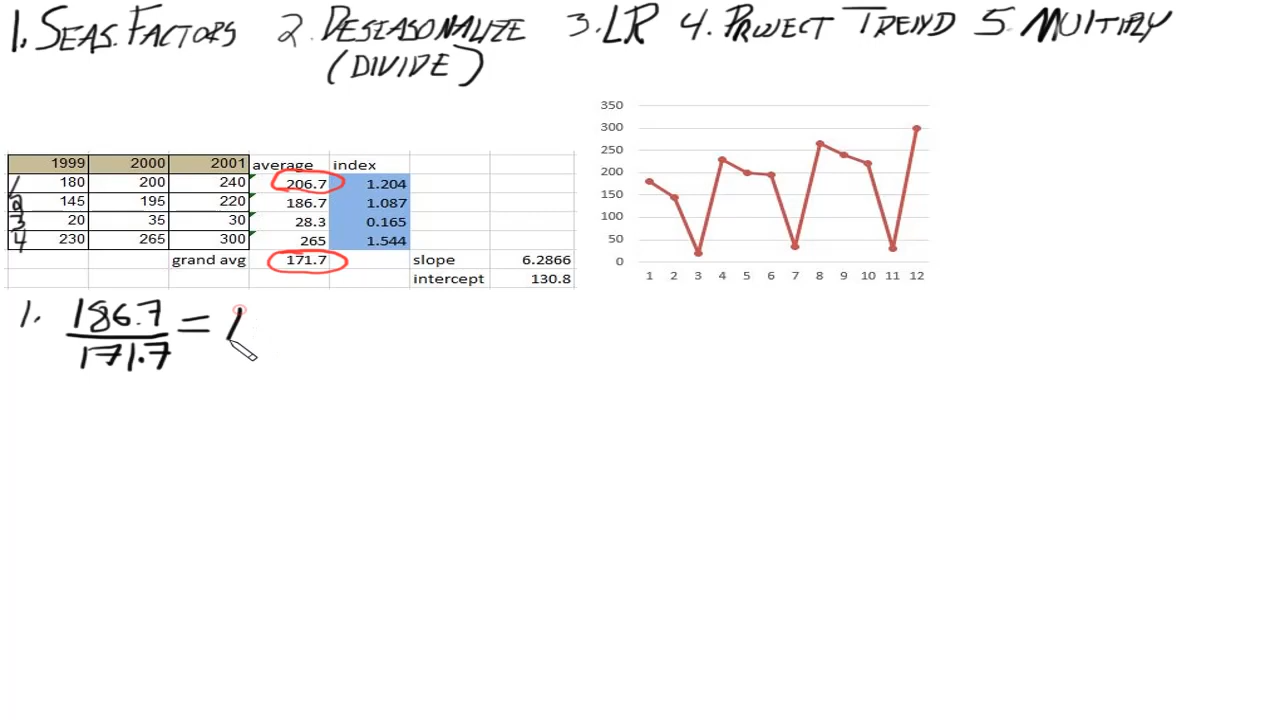 1. SEAS. FACTORS 2. DESEASONALIZE 3. LR 4. PROJECT TREND 5. MULTIPLY
(DIVIDE)
1999 2000 2001 average index
1 180 200 240 206.7 1.204
2 145 195 220 186.7 1.087
3 20 35 30 28.3 0.165
4 230 265 300 265 1.544
grand avg 171.7 slope 6.2866
intercept 130.8
350
300
250
200
150
100
50
0
1 2 3 4 5 6 7 8 9 10 11 12
1. 186.7
171.7
= 1